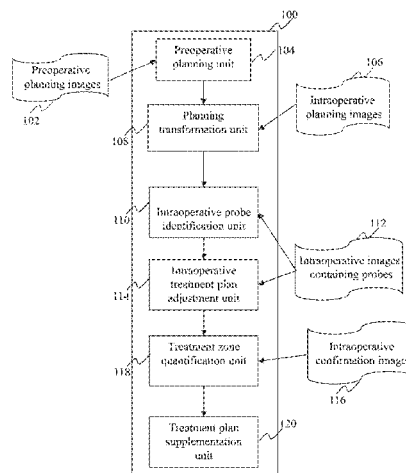 100
Preoperative
planning unit
104
Preoperative
planning images
102
106
Intraoperative
planning images
Planning
transformation unit
108
110
Intraoperative probe
identification unit
112
Intraoperative images
containing probes
Intraoperative
treatment plan
adjustment unit
114
Treatment zone
quantification unit
118
Intraoperative
confirmation image
116
Treatment plan
supplementation
unit
120